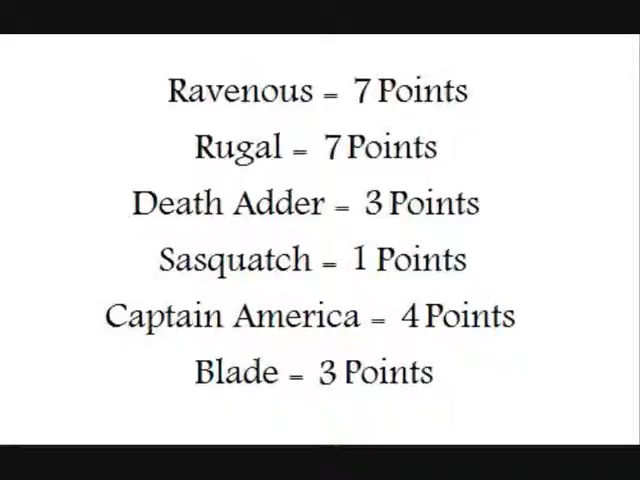 Ravenous = 7 Points
Rugal = 7 Points
Death Adder = 3 Points
Sasquatch = 1 Points
Captain America = 4 Points
Blade = 3 Points